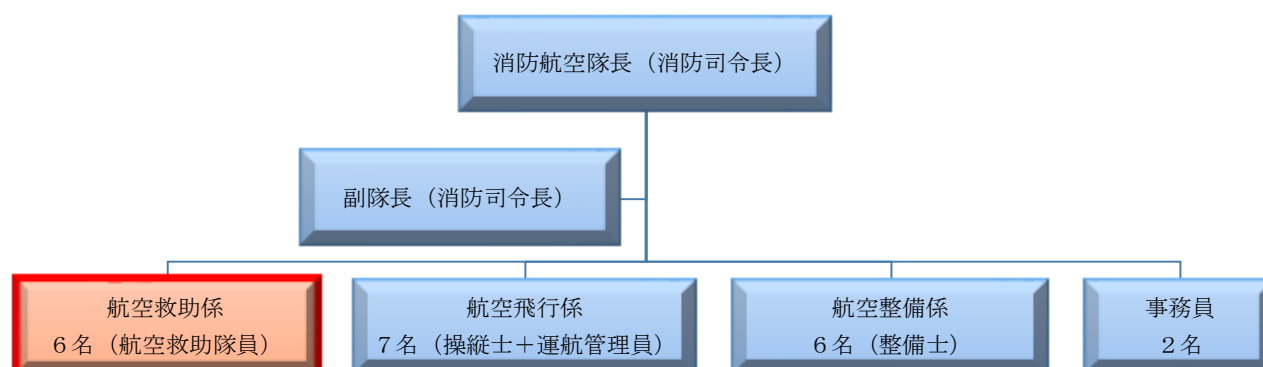 消防航空隊長（消防司令長）
副隊長（消防司令長）
航空救助係
６名（航空救助隊員）
航空飛行係
７名（操縦士＋運航管理員）
航空整備係
６名（整備士）
事務員
２名